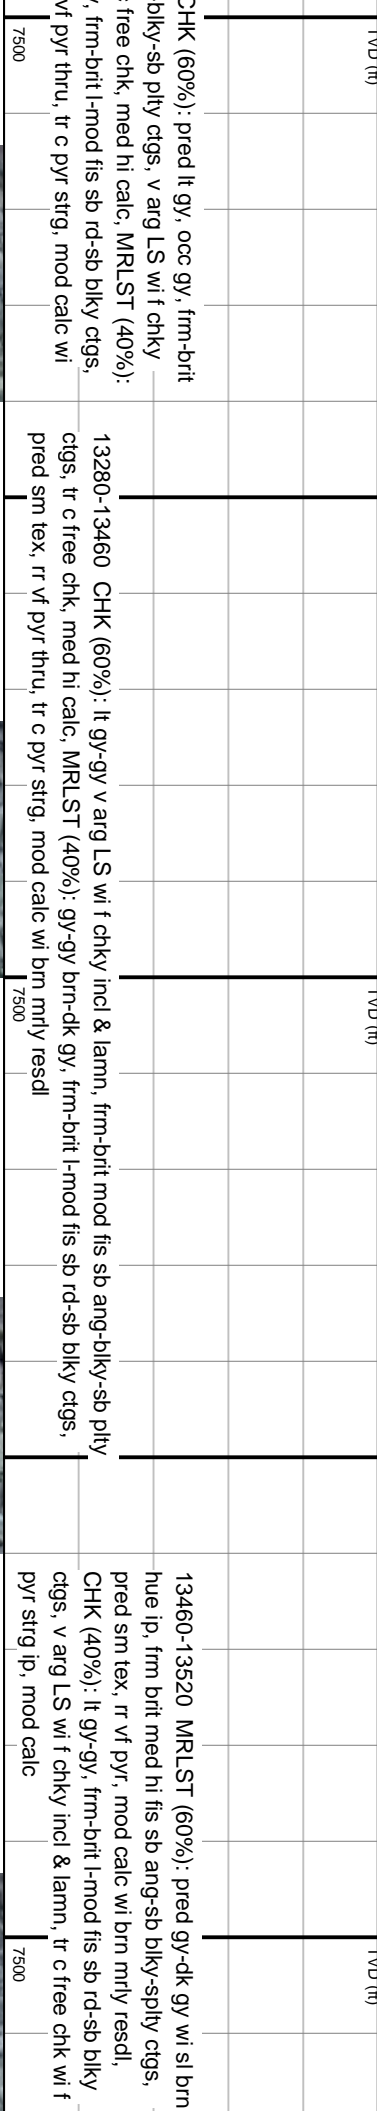 TVD (ft)
CHK (60%): pred lt gy, occ gy, frm-brit
-blky-sb plty ctgs, v arg LS wi f chky
free chk, med hi calc, MRLST (40%):
, frm-brit l-mod fis sb rd-sb blky ctgs,
vf pyr thru, tr c pyr strg, mod calc wi
7500
TVD (ft)
13280-13460 CHK (60%): lt gy-gy v arg LS wi f chky incl & lamn, frm-brit mod fis sb ang-blky-sb plty
ctgs, tr c free chk, med hi calc, MRLST (40%): gy-gy brn-dk gy, frm-brit l-mod fis sb rd-sb blky ctgs,
pred sm tex, rr vf pyr thru, tr c pyr strg, mod calc wi brn mrly resdl
7500
TVD (ft)
13460-13520 MRLST (60%): pred gy-dk gy wi sl brn
hue ip, frm brit med hi fis sb ang-sb blky-splty ctgs,
pred sm tex, rr vf pyr, mod calc wi brn mrly resdl,
CHK (40%): lt gy-gy, frm-brit l-mod fis sb rd-sb blky
ctgs, v arg LS wi f chky incl & lamn, tr c free chk wi f
pyr strg ip, mod calc
7500